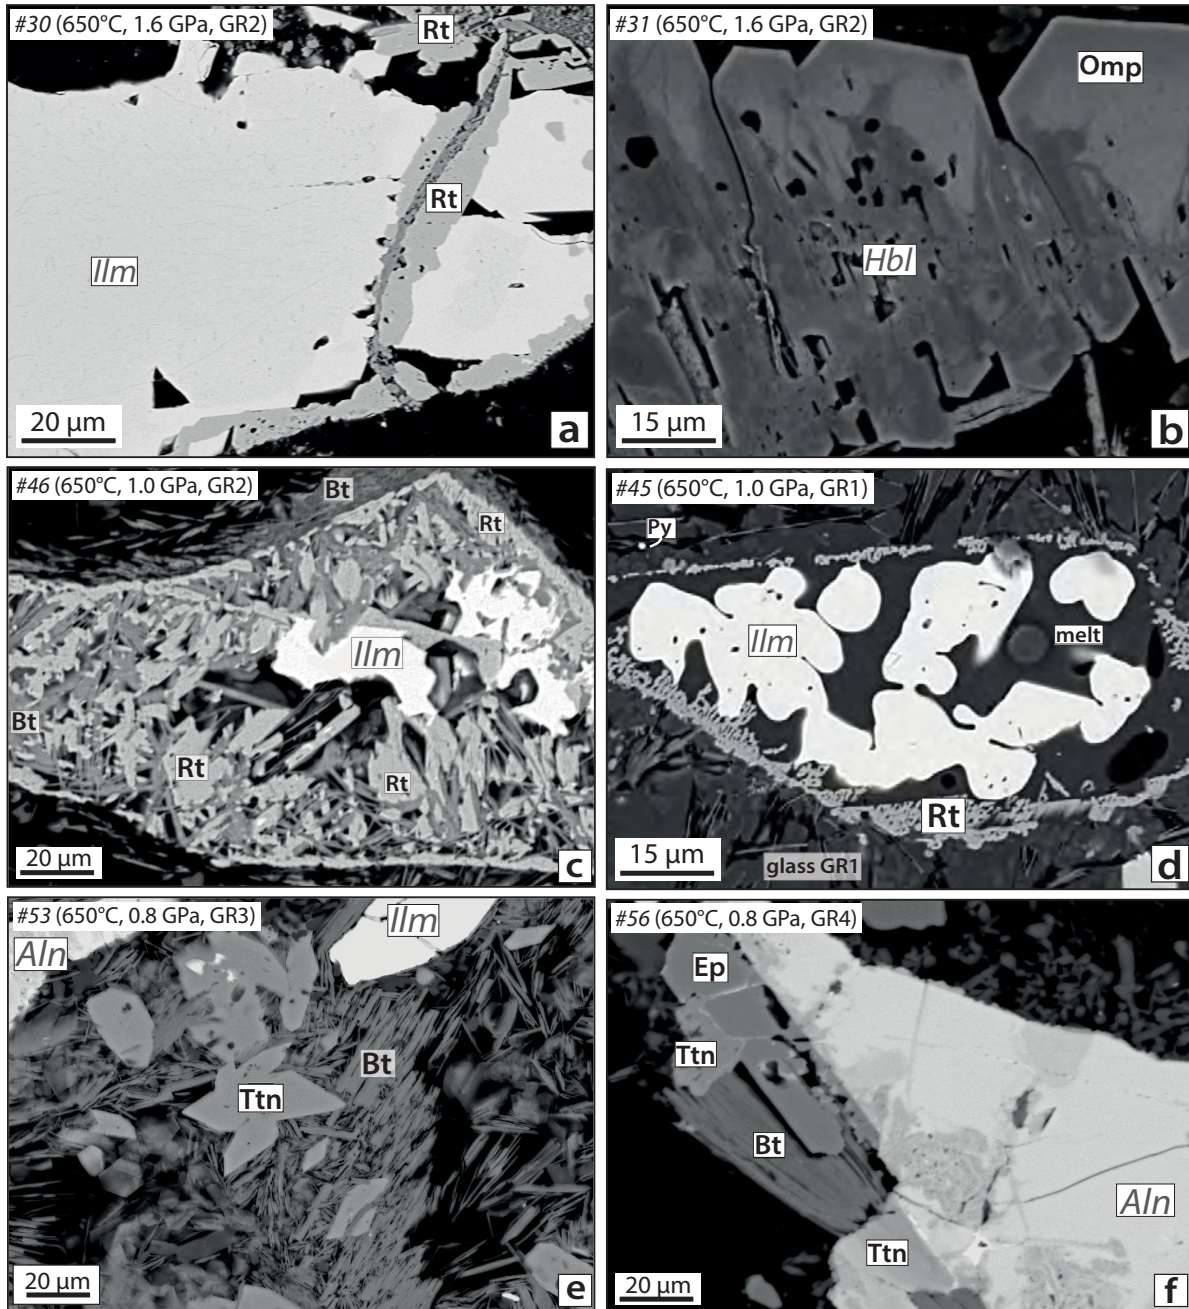 #30 (650°C, 1.6 GPa, GR2)
Rt
Rt
Ilm
20 µm
a
#31 (650°C, 1.6 GPa, GR2)
Omp
Hbl
15 µm
b
#46 (650°C, 1.0 GPa, GR2)
Bt
Rt
Ilm
Bt
Rt
Rt
20 µm
c
#45 (650°C, 1.0 GPa, GR1)
Py
Ilm
melt
Rt
15 µm
glass GR1
d
#53 (650°C, 0.8 GPa, GR3)
Ilm
Aln
Bt
Ttn
20 µm
e
#56 (650°C, 0.8 GPa, GR4)
Ep
Ttn
Bt
Aln
Ttn
20 µm
f